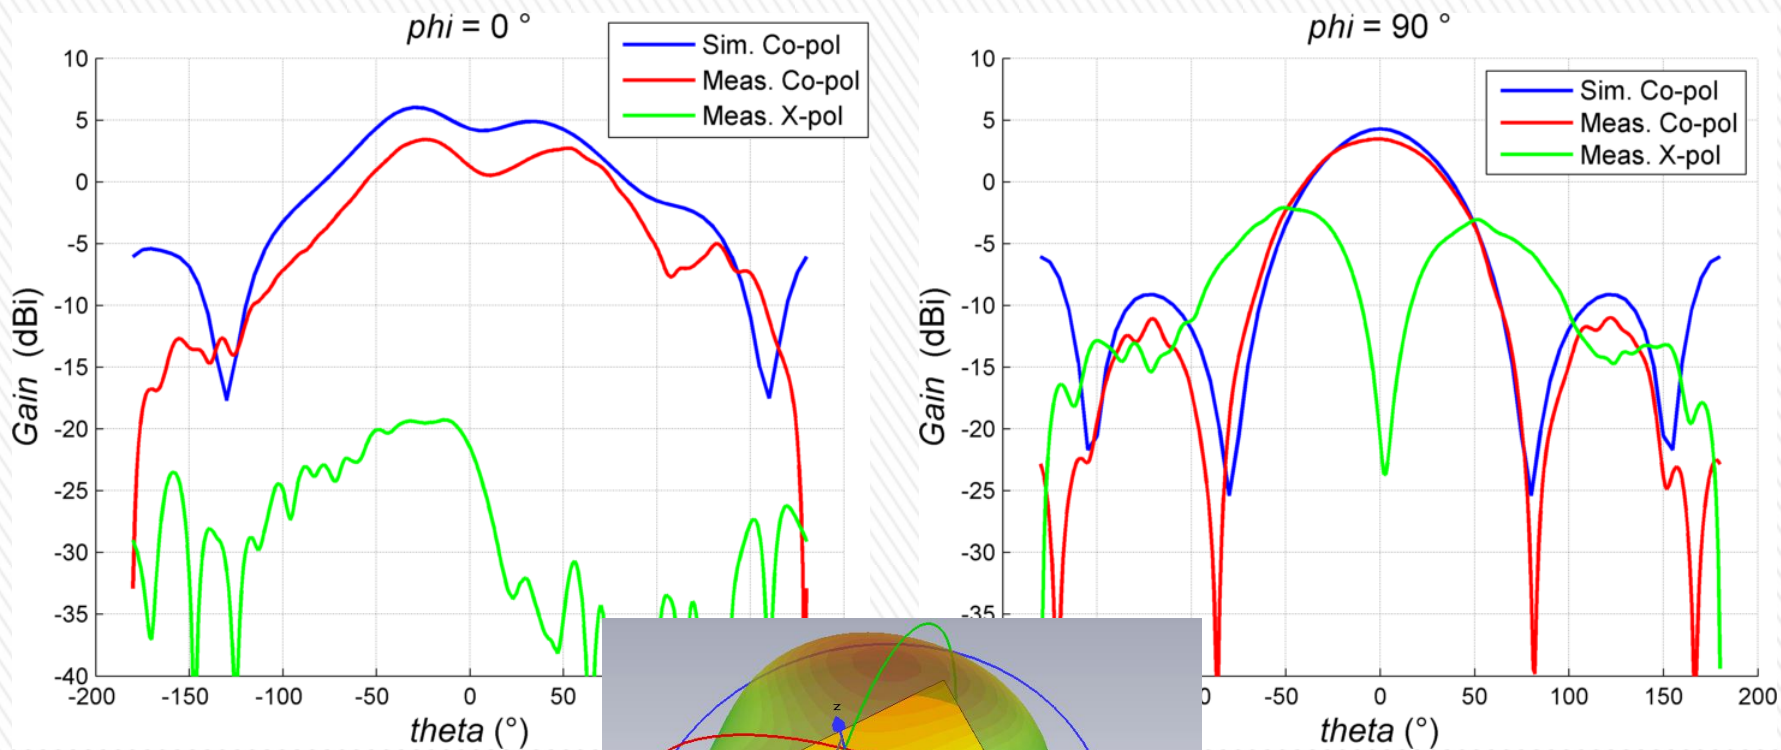 phi = 0 °
Sim. Co-pol
Meas. Co-pol
Meas. X-pol
10
5
0
-5
-10
-15
-20
-25
-30
-35
-40
Gain (dBi)
-200 -150 -100 -50 0 50
theta (°)
phi = 90 °
Sim. Co-pol
Meas. Co-pol
Meas. X-pol
10
5
0
-5
-10
-15
-20
-25
-30
-35
Gain (dBi)
-50 0 50 100 150 200
theta (°)
z